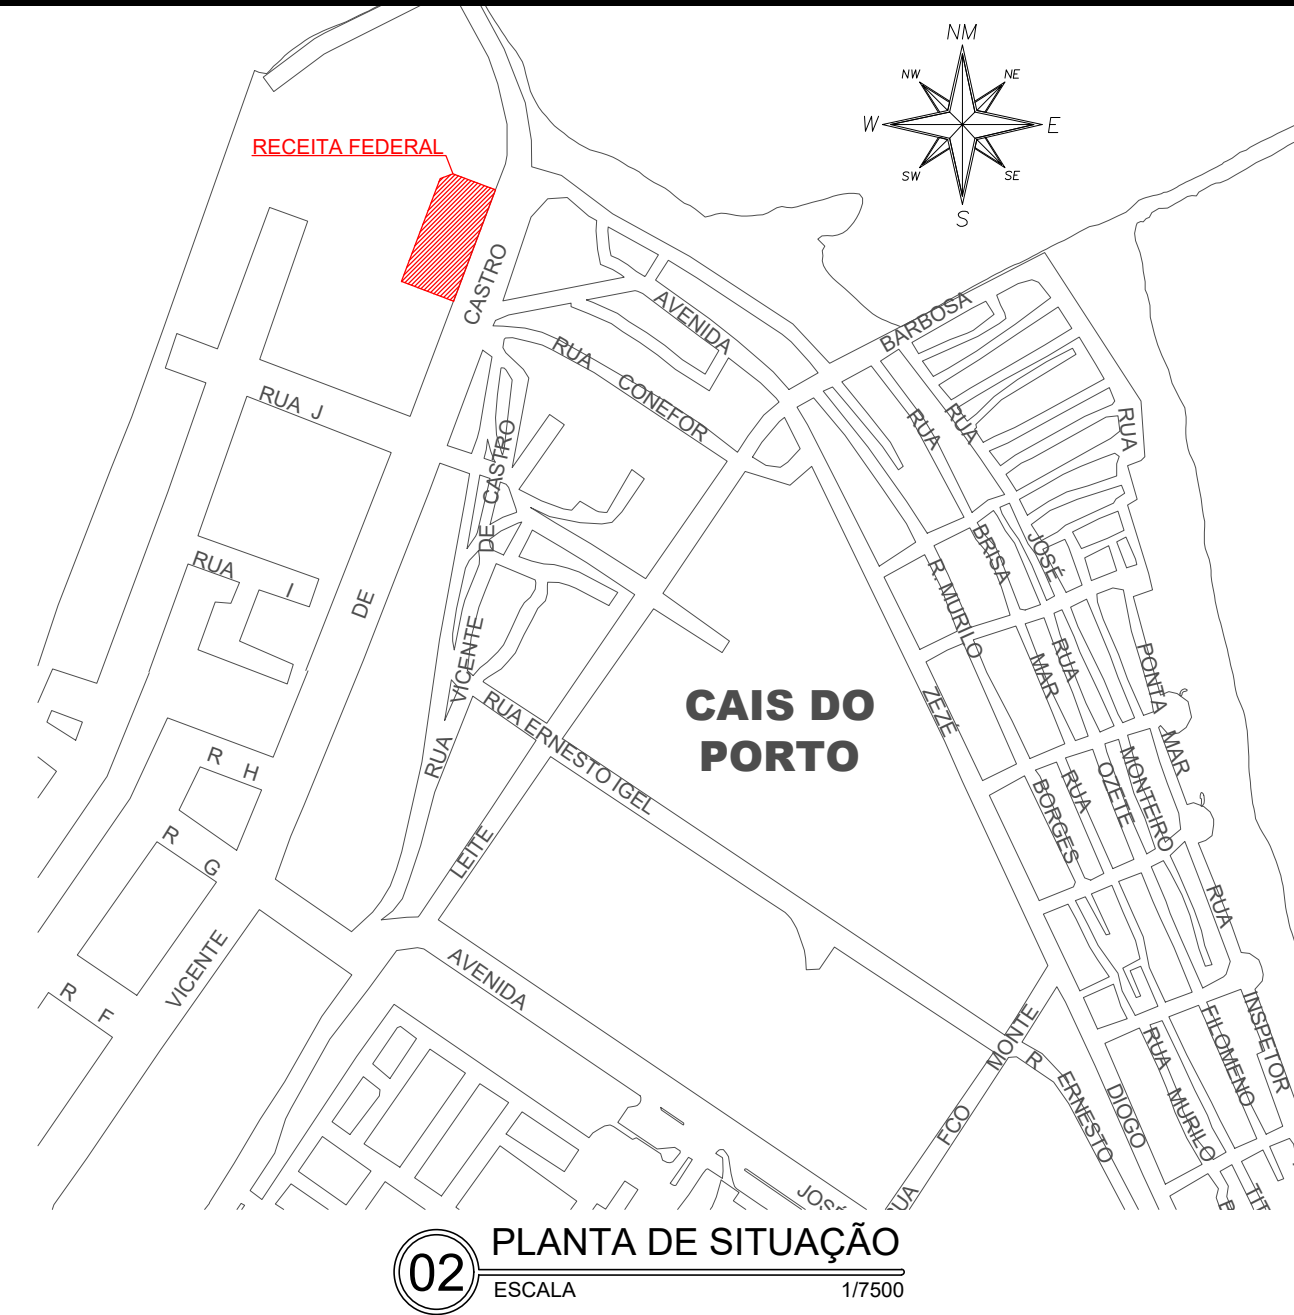 NM
NW
NE
W
E
SW
SE
S
RECEITA FEDERAL
CASTRO
AVENIDA
BARBOSA
RUA
CONEFOR
RUA J
RUA
RUA
RUA
DE CASTRO
RUA
I
BRISA
JOSÉ
R. MURILO
DE
VICENTE
RUA
MAR
RUA
PONTA
MAR
CAIS DO
PORTO
ZEZÉ
RUA ERNESTO IGEL
RUA
R H
RUA
OZETE
MONTEIRO
BORGES
LEITE
R G
RUA
VICENTE
AVENIDA
R F
MONTE
R
ERNESTO
DIOGO
RUA
MURILO
FILOMENO
INSPETOR
FCO
JOSÉ
02
PLANTA DE SITUAÇÃO
ESCALA 1/7500